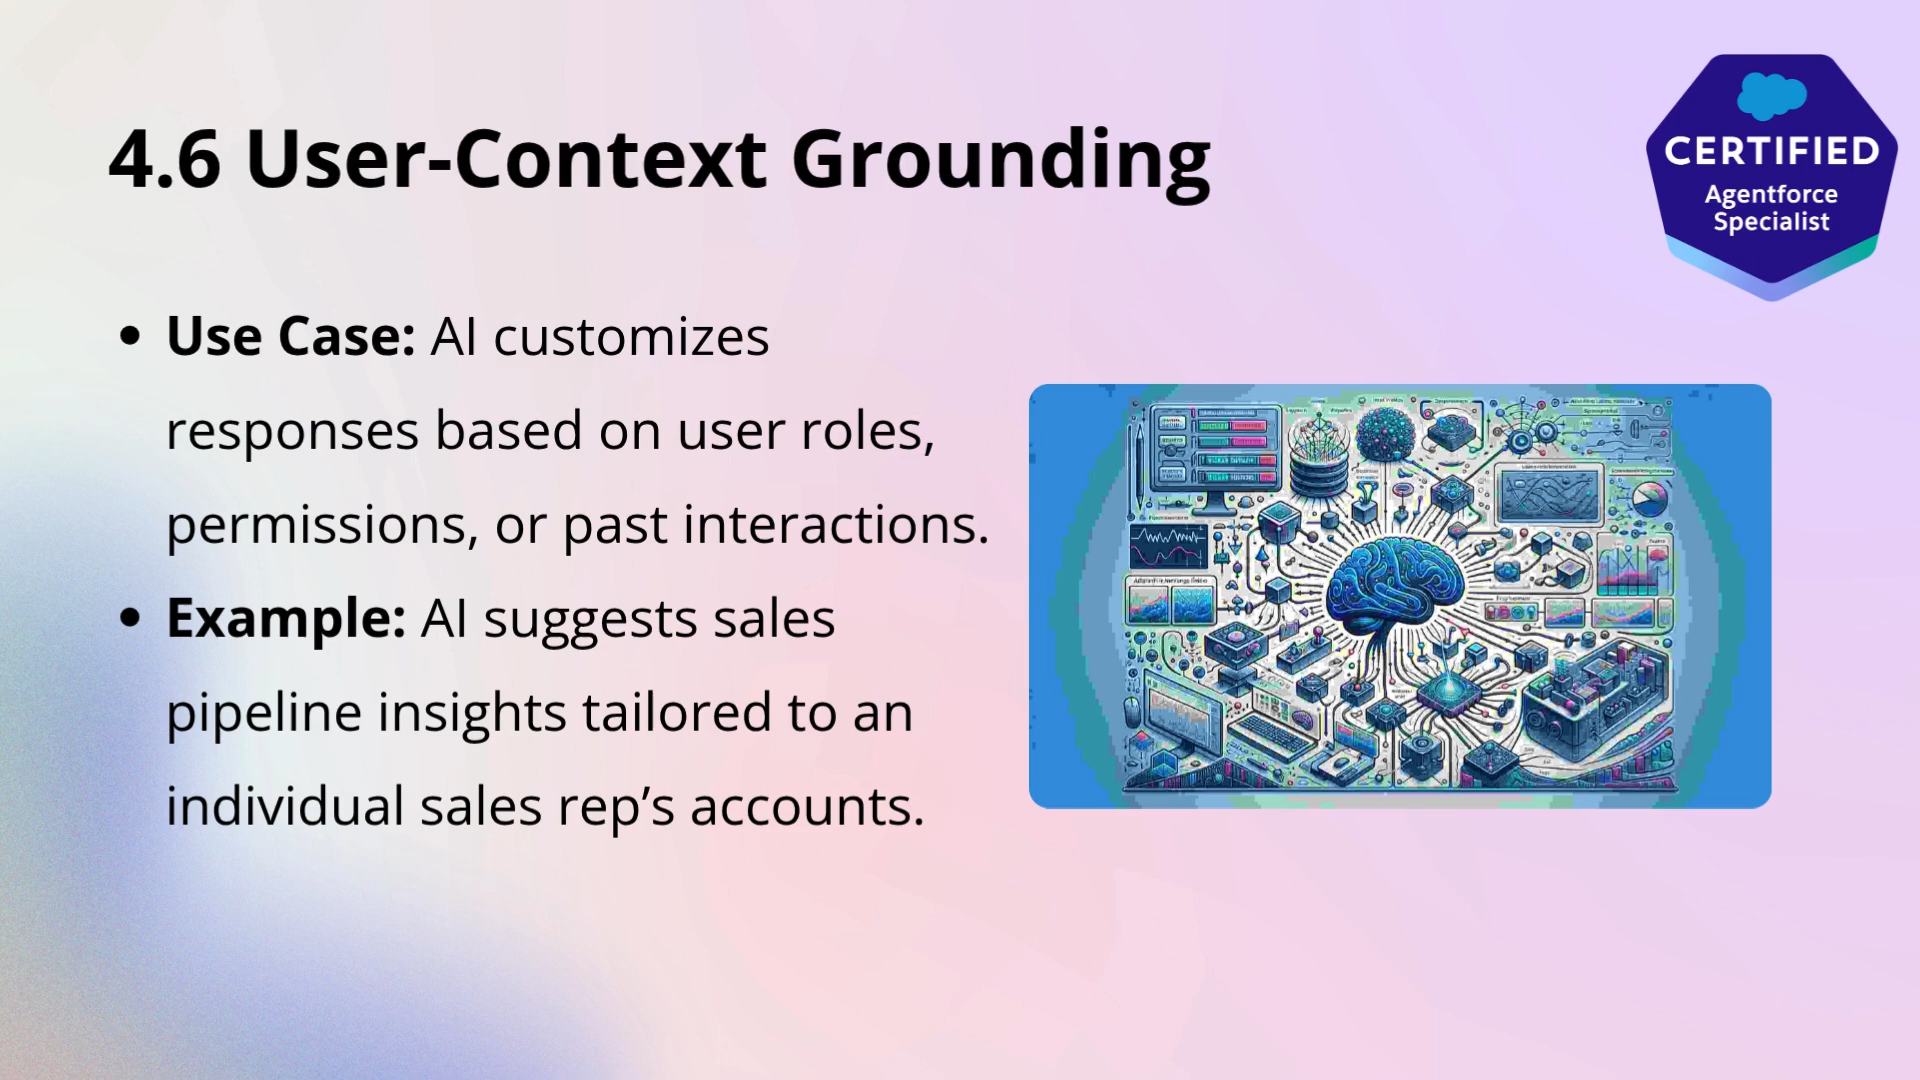 4.6 User-Context Grounding
CERTIFIED
Agentforce
Specialist
• Use Case: AI customizes
responses based on user roles,
permissions, or past interactions.
• Example: AI suggests sales
pipeline insights tailored to an
individual sales rep’s accounts.